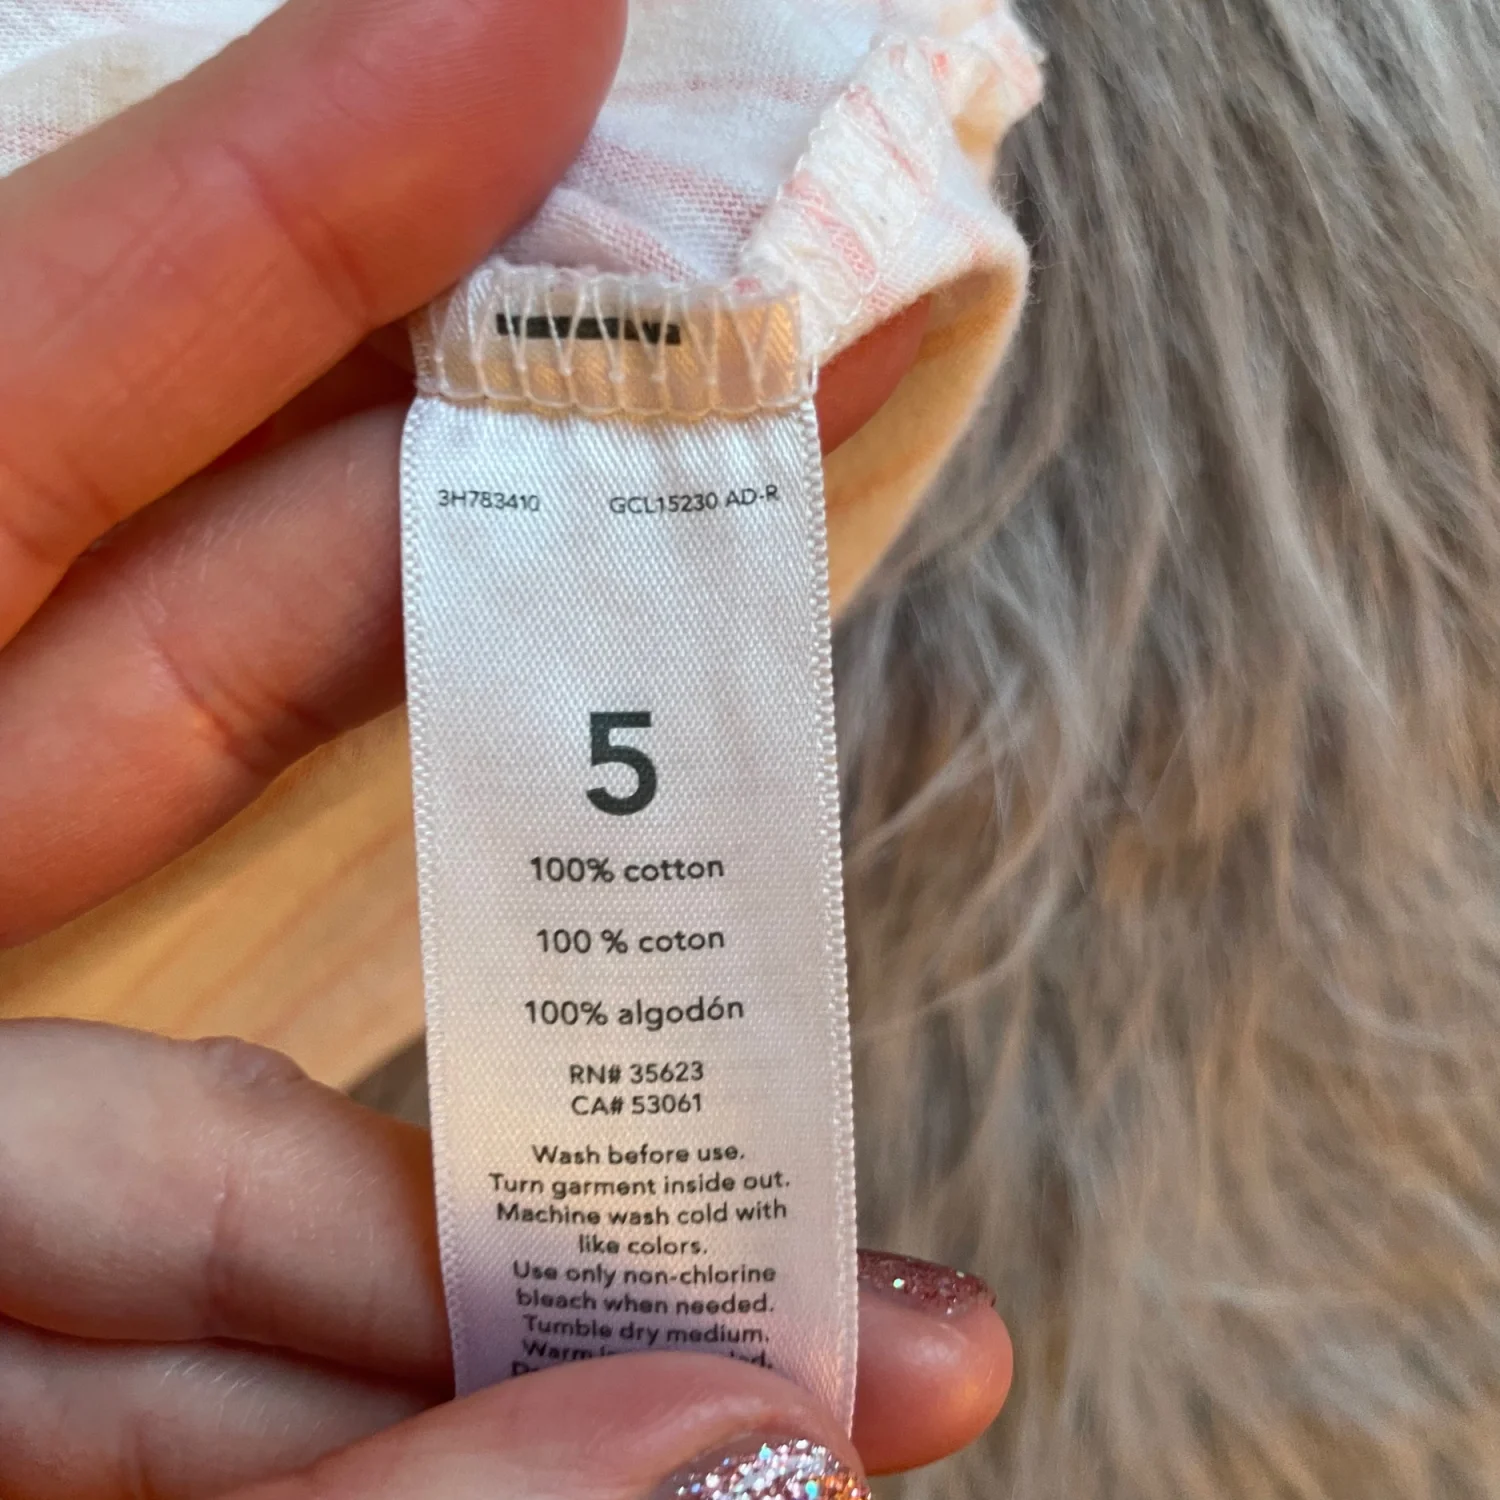 3H783410 GCL15230 AD-R
5
100% cotton
100 % coton
100% algodón
RN# 35623
CA# 53061
Wash before use.
Turn garment inside out.
Machine wash cold with
like colors.
Use only non-chlorine
bleach when needed.
Tumble dry medium.
Warm